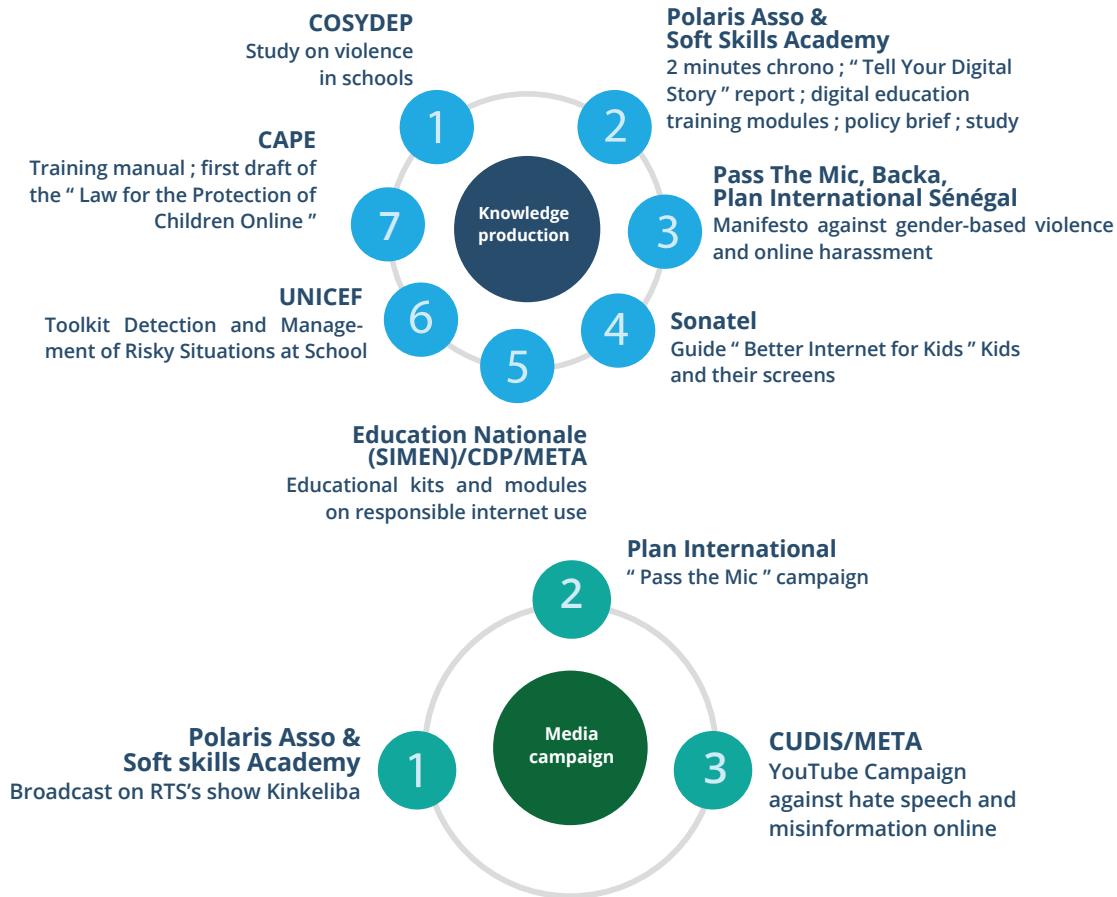 COSYDEP
Study on violence
in schools
1
Polaris Asso &
Soft Skills Academy
2 minutes chrono ; “ Tell Your Digital
Story ” report ; digital education
training modules ; policy brief ; study
2
CAPE
Training manual ; first draft of
the “ Law for the Protection of
Children Online ”
7
Knowledge
production
3
Pass The Mic, Backa,
Plan International Sénégal
Manifesto against gender-based violence
and online harassment
UNICEF
Toolkit Detection and Manage-
ment of Risky Situations at School
6
4
Sonatel
Guide “ Better Internet for Kids ” Kids
and their screens
5
Education Nationale
(SIMEN)/CDP/META
Educational kits and modules
on responsible internet use
Plan International
“ Pass the Mic ” campaign
2
Polaris Asso &
Soft skills Academy
Broadcast on RTS’s show Kinkeliba
1
Media
campaign
3
CUDIS/META
YouTube Campaign
against hate speech and
misinformation online